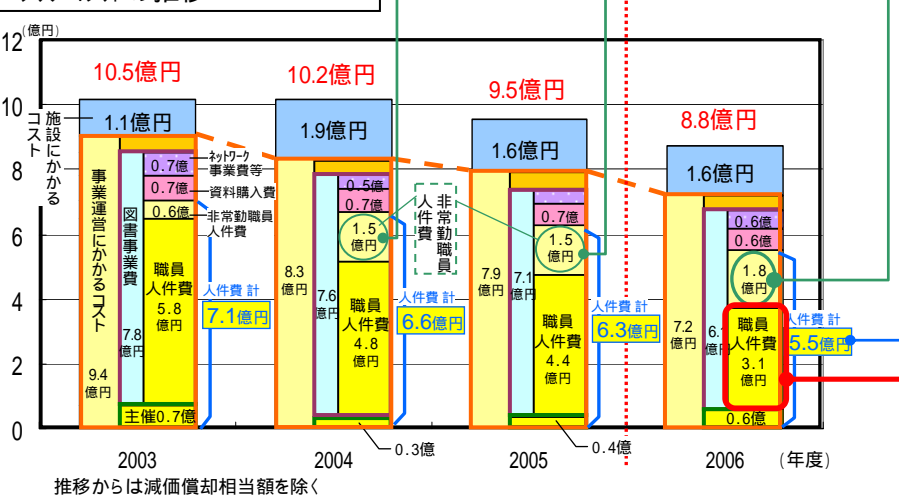 (億円)
12
10
8
6
4
2
0
10.5億円
10.2億円
9.5億円
8.8億円
施設にかかる
コスト
1.1億円
1.9億円
1.6億円
1.6億円
事業運営にかかるコスト
9.4
億円
図書事業費
7.8
億円
0.7億
ネットワーク
事業費等
0.7億
資料購入費
0.6億
非常勤職員
人件費
職員
人件費
5.8
億円
主催0.7億
人件費計
7.1億円
8.3
億円
7.6
億円
0.5億
0.7億
1.5
億円
職員
人件費
4.8
億円
0.3億
人件費計
6.6億円
非常勤職員
人件費
7.9
億円
7.1
億円
0.7億
1.5
億円
職員
人件費
4.4
億円
0.4億
人件費計
6.3億円
7.2
億円
億円
0.6億
0.6億
1.8
億円
職員
人件費
3.1
億円
0.6億
人件費計
5.5億円
2003
2004
2005
2006
(年度)
推移からは減価償却相当額を除く